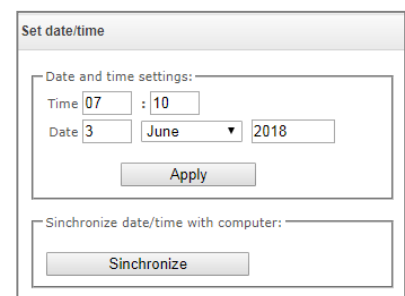 Set date/time
Date and time settings:
Time 07 : 10
Date 3 June 2018
Apply
Sinchronize date/time with computer:
Sinchronize